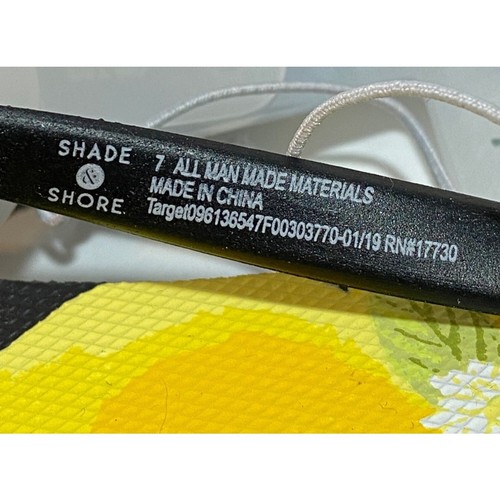 SHADE
&
SHORE
7 ALL MAN MADE MATERIALS
MADE IN CHINA
Target096136547F00303770-01/19 RN#17730